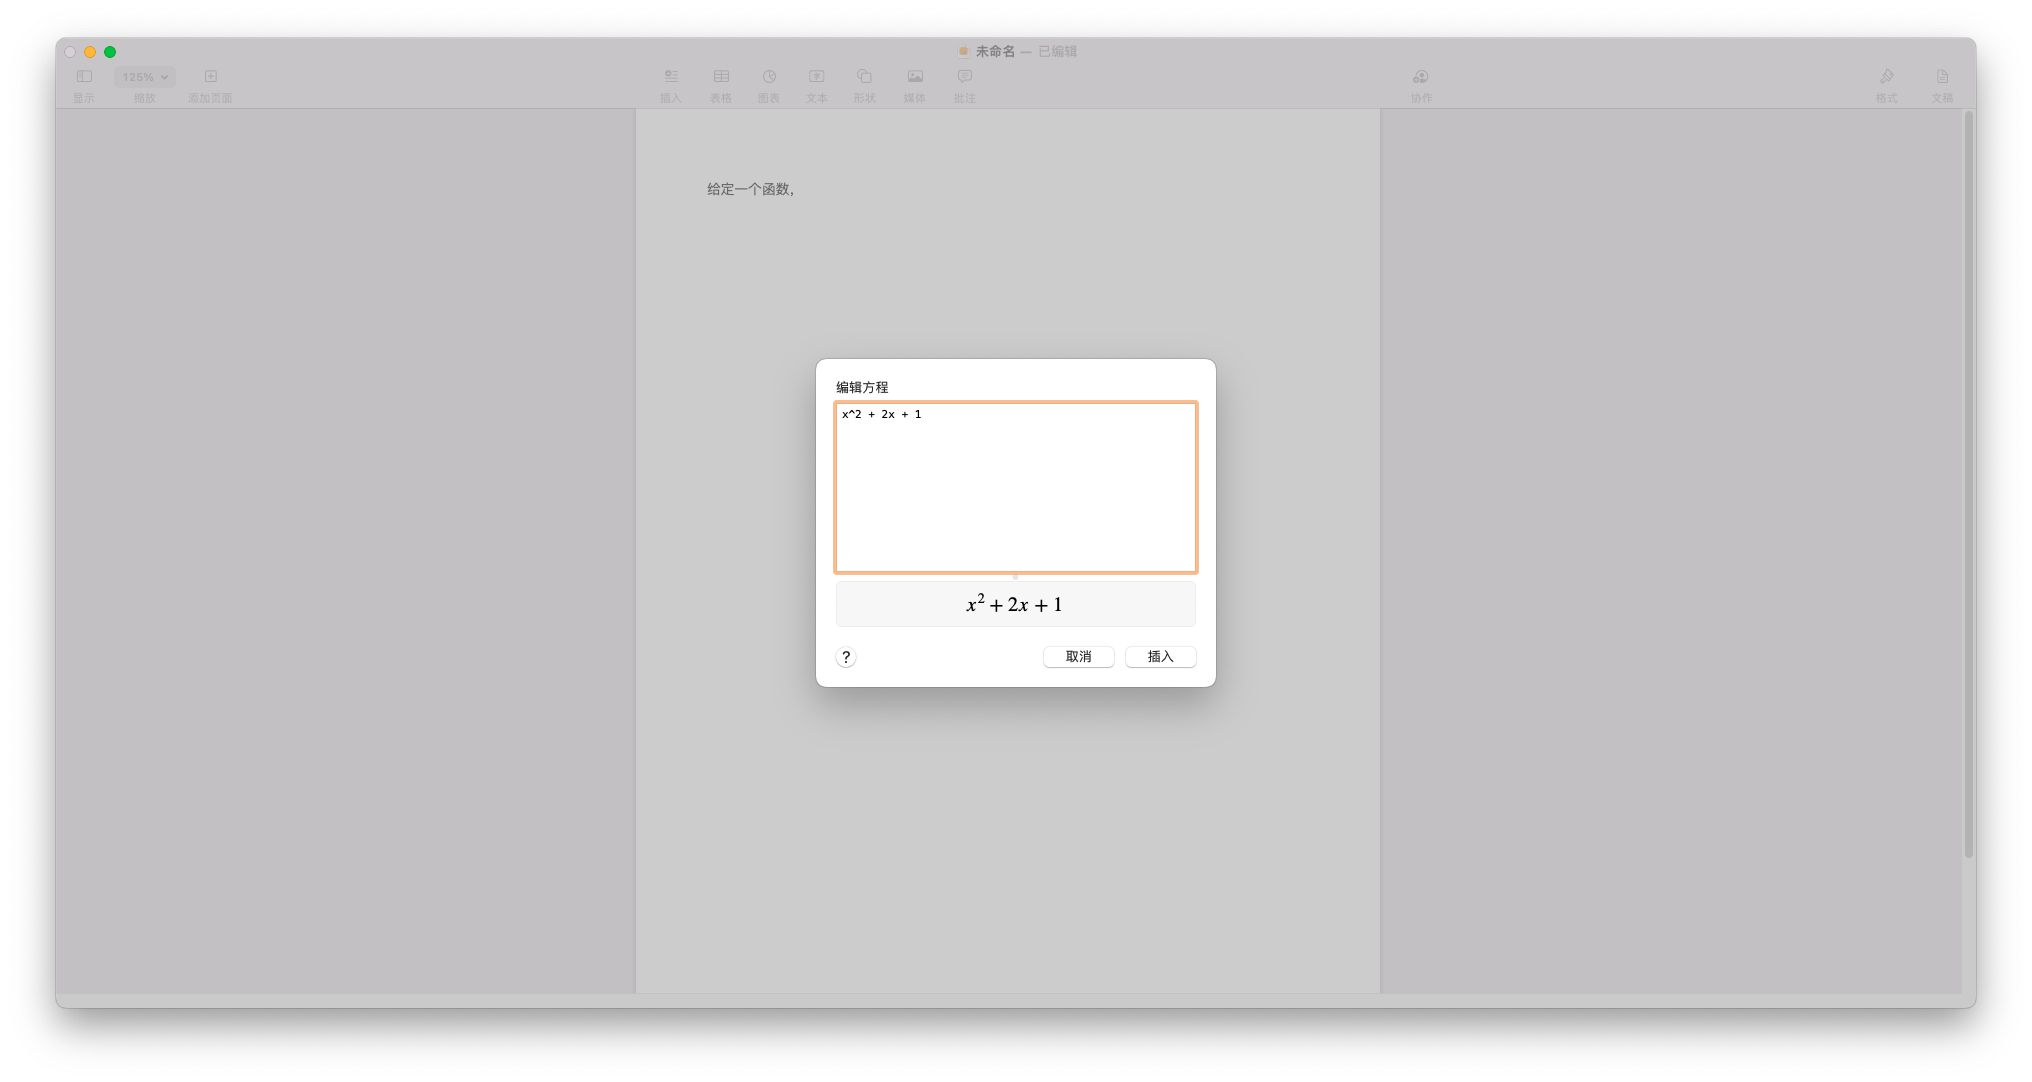 未命名 — 已编辑
125%
显示 缩放 添加页面 插入 表格 图表 文本 形状 媒体 批注 协作 格式 文稿
给定一个函数，
编辑方程
x^2 + 2x + 1
x² + 2x + 1
? 取消 插入